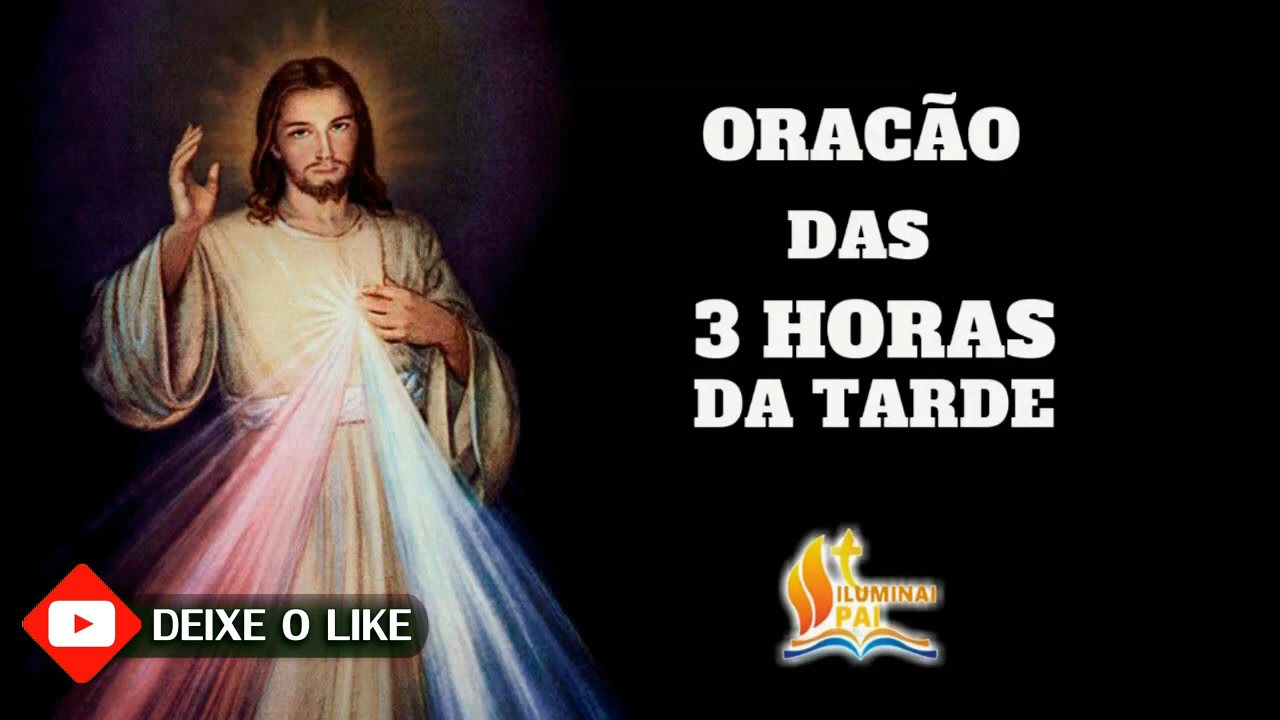 ORACÃO
DAS
3 HORAS
DA TARDE
ILUMINAI
PAI
DEIXE O LIKE